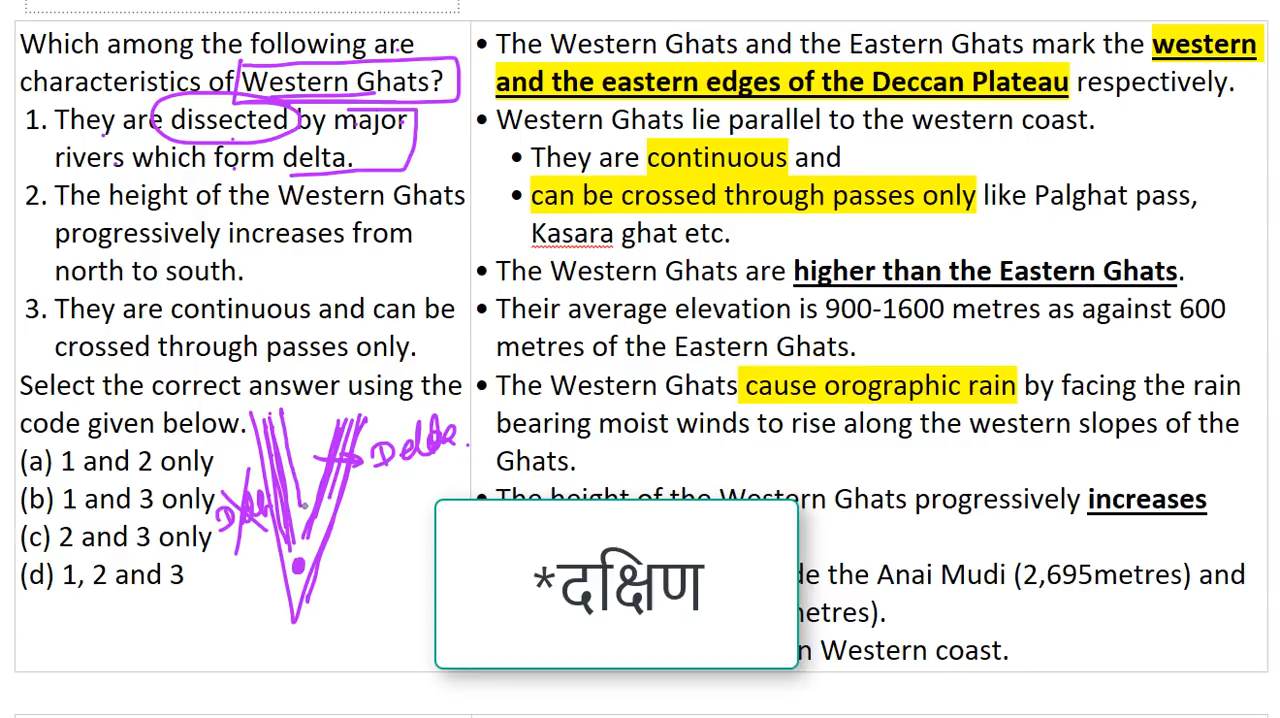 Which among the following are
characteristics of Western Ghats?
1. They are dissected by major
rivers which form delta.
2. The height of the Western Ghats
progressively increases from
north to south.
3. They are continuous and can be
crossed through passes only.
Select the correct answer using the
code given below.
(a) 1 and 2 only
(b) 1 and 3 only
(c) 2 and 3 only
(d) 1, 2 and 3
• The Western Ghats and the Eastern Ghats mark the western
and the eastern edges of the Deccan Plateau respectively.
• Western Ghats lie parallel to the western coast.
• They are continuous and
• can be crossed through passes only like Palghat pass,
Kasara ghat etc.
• The Western Ghats are higher than the Eastern Ghats.
• Their average elevation is 900-1600 metres as against 600
metres of the Eastern Ghats.
• The Western Ghats cause orographic rain by facing the rain
bearing moist winds to rise along the western slopes of the
Ghats.
• The height of the Western Ghats progressively increases
the Anai Mudi (2,695metres) and
Western coast.
*दक्षिण